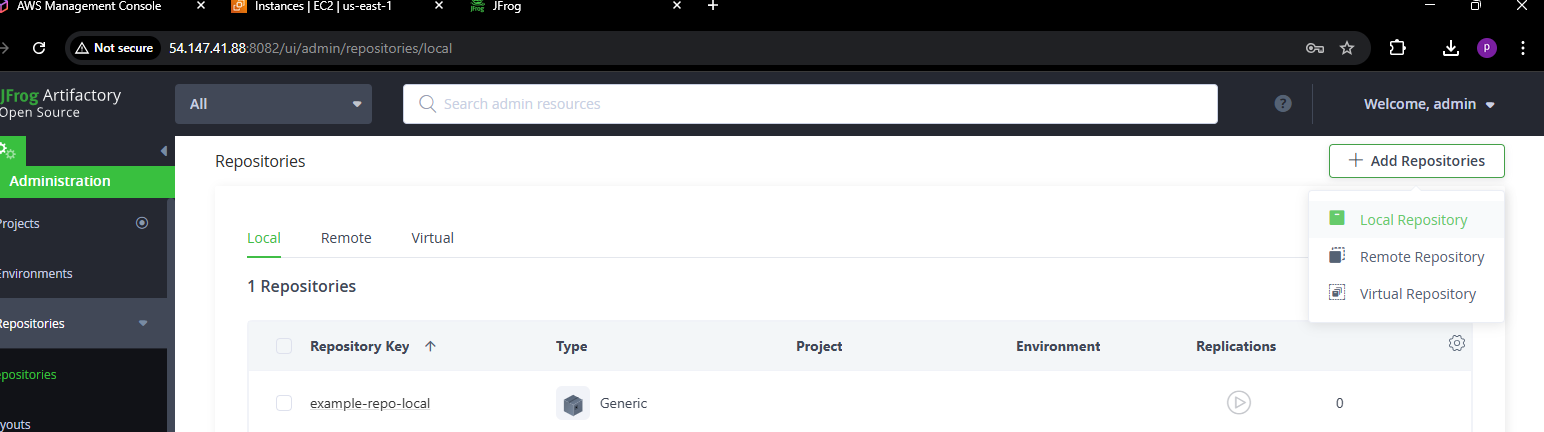 AWS Management Console
Instances | EC2 | us-east-1
JFrog
Not secure
54.147.41.88:8082/ui/admin/repositories/local
P
JFrog Artifactory
Open Source
All
Search admin resources
?
Welcome, admin
Administration
Projects
Environments
Repositories
epositories
youts
Repositories
Add Repositories
Local Repository
Remote Repository
Virtual Repository
Local
Remote
Virtual
1 Repositories
Repository Key
Type
Project
Environment
Replications
example-repo-local
Generic
0